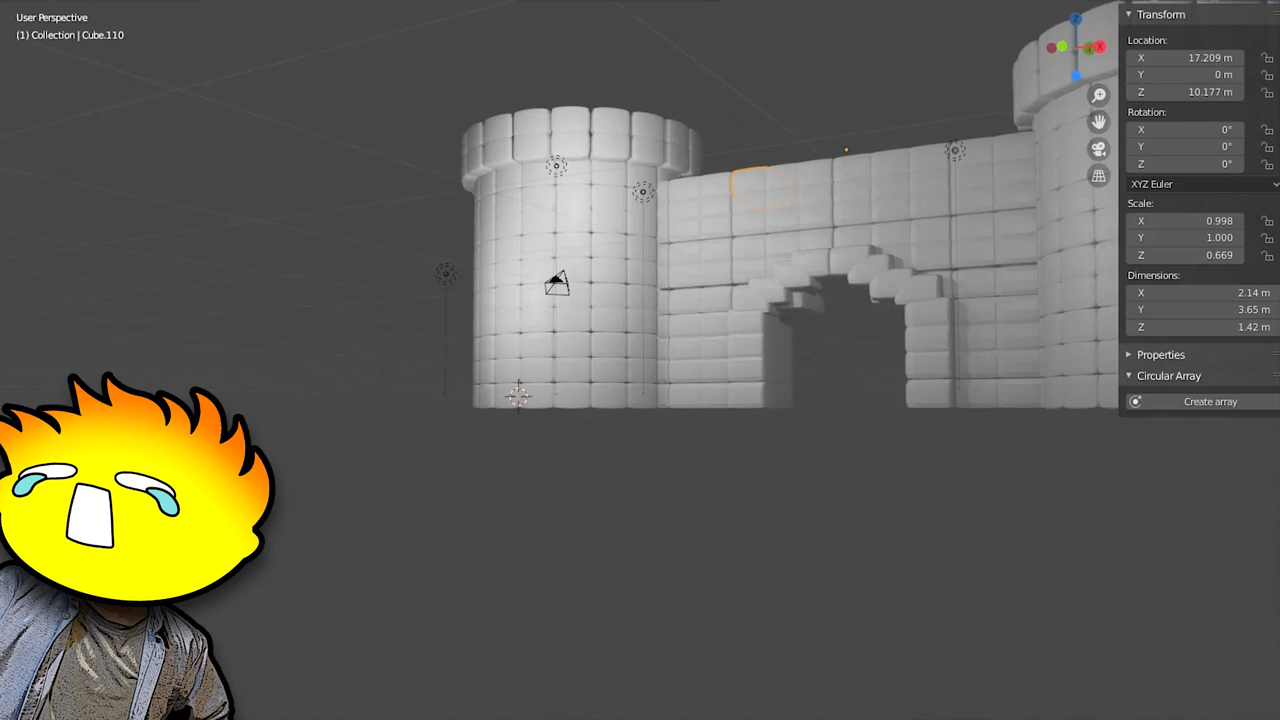 User Perspective
(1) Collection | Cube.110
Transform
Location:
X 17.209 m
Y 0 m
Z 10.177 m
Rotation:
X 0°
Y 0°
Z 0°
XYZ Euler
Scale:
X 0.998
Y 1.000
Z 0.669
Dimensions:
X 2.14 m
Y 3.65 m
Z 1.42 m
Properties
Circular Array
Create array
Z
X